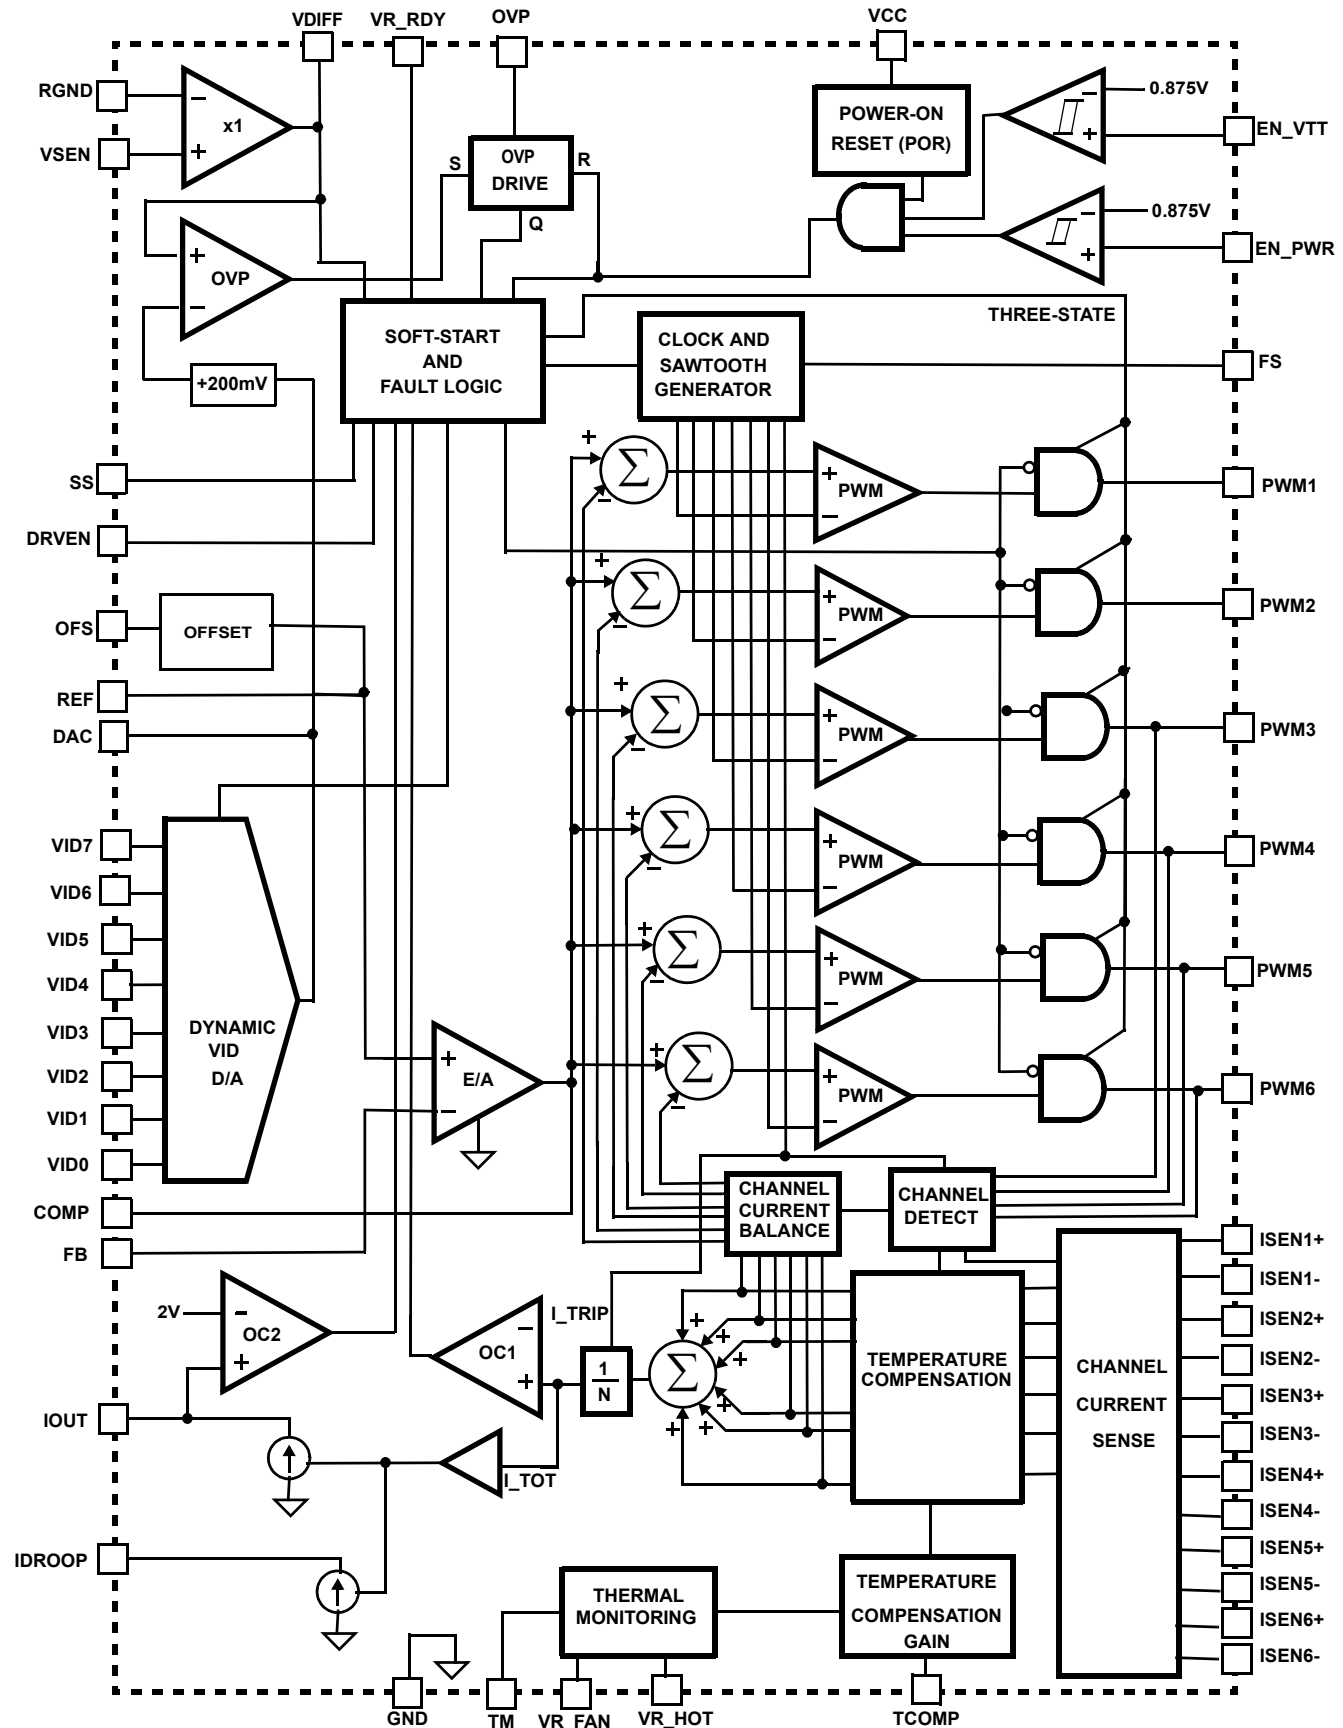 VDIFF
VR_RDY
OVP
VCC
RGND
VSEN
−
x1
+
S
OVP
DRIVE
R
Q
POWER-ON
RESET (POR)
−
+
0.875V
EN_VTT
−
+
0.875V
EN_PWR
+
OVP
−
+200mV
SOFT-START
AND
FAULT LOGIC
CLOCK AND
SAWTOOTH
GENERATOR
THREE-STATE
FS
SS
DRVEN
OFS
OFFSET
REF
DAC
+
Σ
−
+
PWM
−
PWM1
+
Σ
−
+
PWM
−
PWM2
+
Σ
−
+
PWM
−
PWM3
+
Σ
−
+
PWM
−
PWM4
+
Σ
−
+
PWM
−
PWM5
+
Σ
−
+
PWM
−
PWM6
VID7
VID6
VID5
VID4
VID3
VID2
VID1
VID0
DYNAMIC
VID
D/A
+
E/A
−
COMP
FB
CHANNEL
CURRENT
BALANCE
CHANNEL
DETECT
2V
−
OC2
+
I_TRIP
−
OC1
+
1
N
Σ
+
+
+
+
+
+
TEMPERATURE
COMPENSATION
CHANNEL
CURRENT
SENSE
ISEN1+
ISEN1-
ISEN2+
ISEN2-
ISEN3+
ISEN3-
ISEN4+
ISEN4-
ISEN5+
ISEN5-
ISEN6+
ISEN6-
IOUT
I_TOT
IDROOP
THERMAL
MONITORING
TEMPERATURE
COMPENSATION
GAIN
GND
TM
VR_FAN
VR_HOT
TCOMP